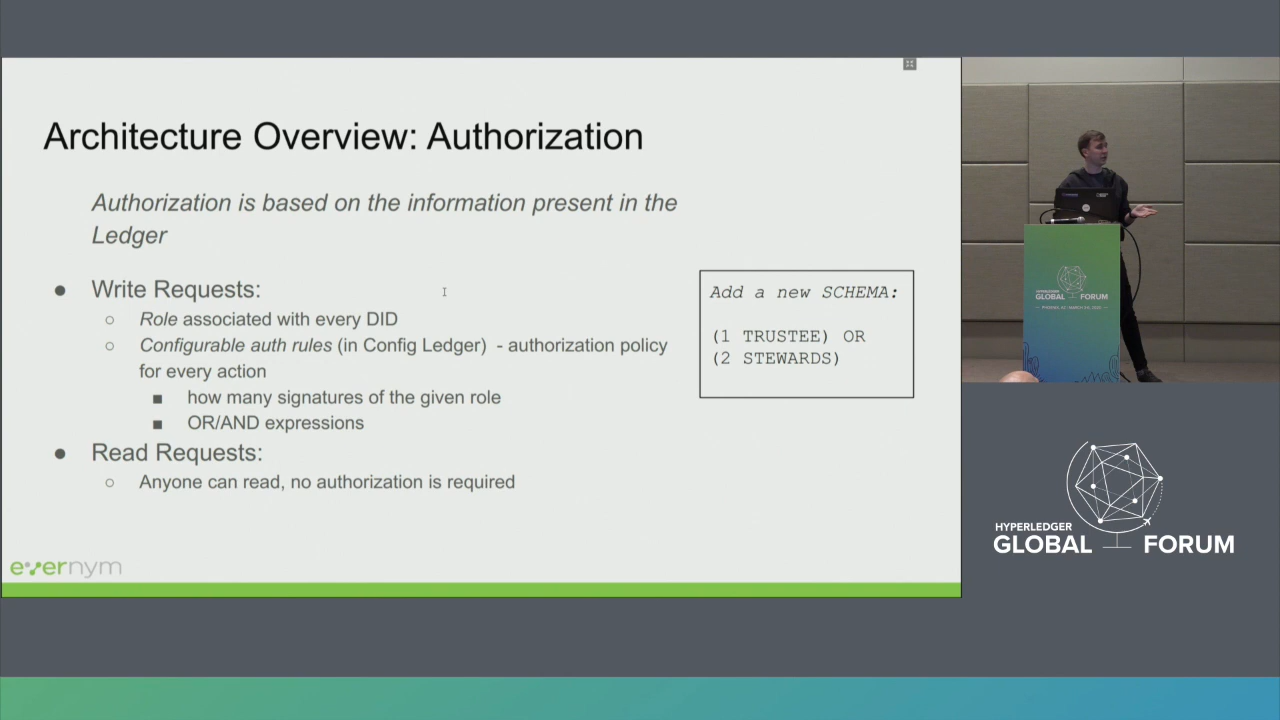 Architecture Overview: Authorization
Authorization is based on the information present in the
Ledger
● Write Requests:
○ Role associated with every DID
○ Configurable auth rules (in Config Ledger) - authorization policy
for every action
■ how many signatures of the given role
■ OR/AND expressions
● Read Requests:
○ Anyone can read, no authorization is required
Add a new SCHEMA:
(1 TRUSTEE) OR
(2 STEWARDS)
evernym
HYPERLEDGER
GLOBAL FORUM
HYPERLEDGER
GLOBAL FORUM